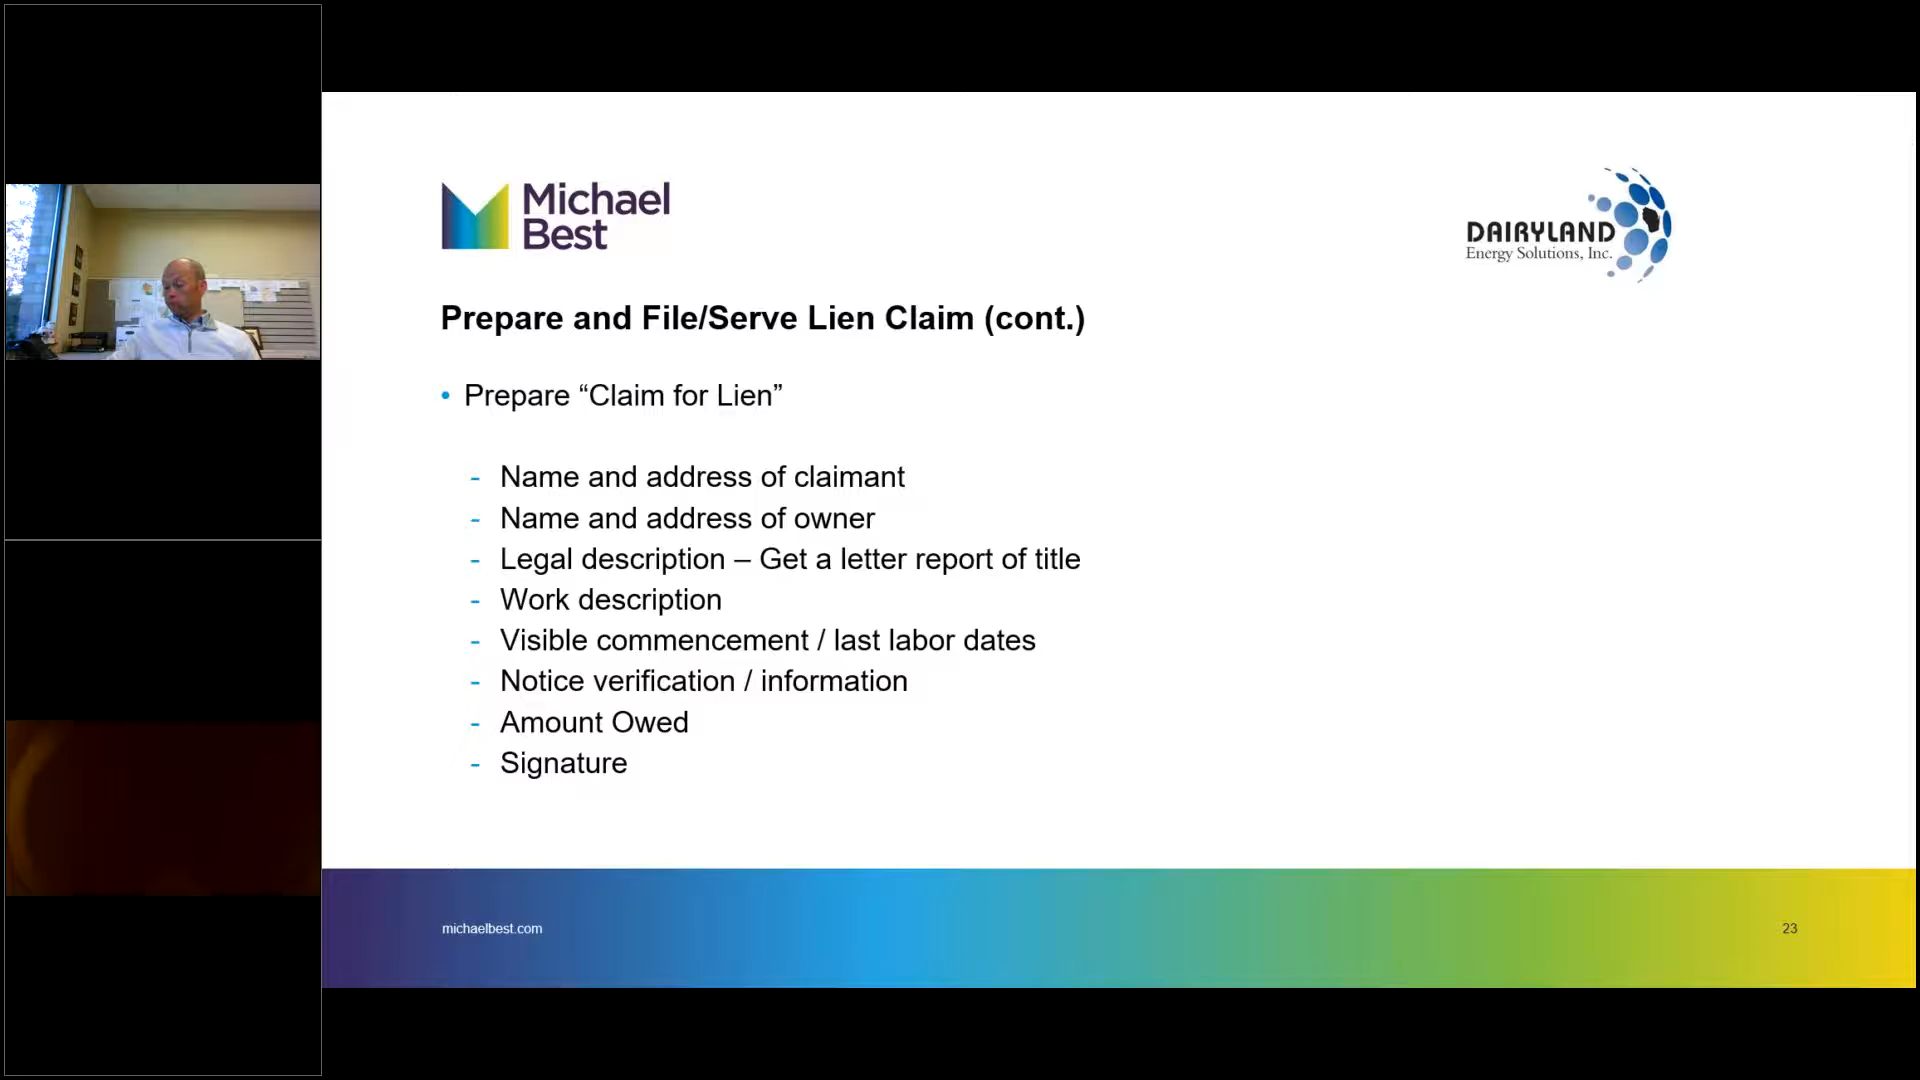 Michael
Best
DAIRYLAND
Energy Solutions, Inc.
Prepare and File/Serve Lien Claim (cont.)
• Prepare “Claim for Lien”
- Name and address of claimant
- Name and address of owner
- Legal description – Get a letter report of title
- Work description
- Visible commencement / last labor dates
- Notice verification / information
- Amount Owed
- Signature
michaelbest.com
23